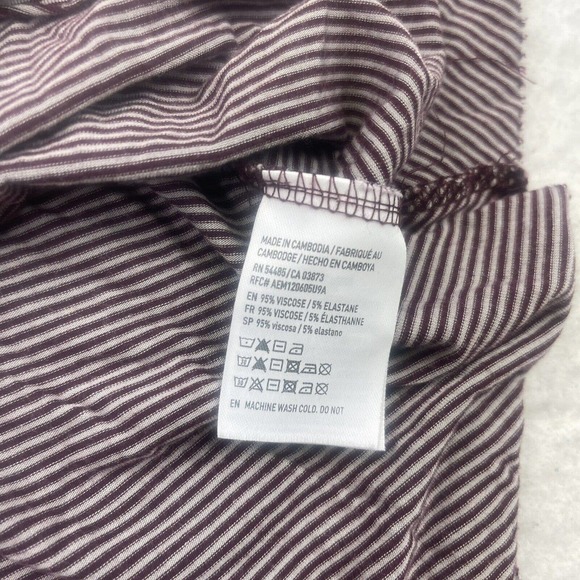 MADE IN CAMBODIA / FABRIQUÉ AU
CAMBODGE / HECHO EN CAMBOYA
RN 54485/CA 03873
RFC# AEM120605U9A
EN 95% VISCOSE / 5% ELASTANE
FR 95% VISCOSE / 5% ÉLASTHANNE
SP 95% viscosa / 5% elastano
EN MACHINE WASH COLD. DO NOT